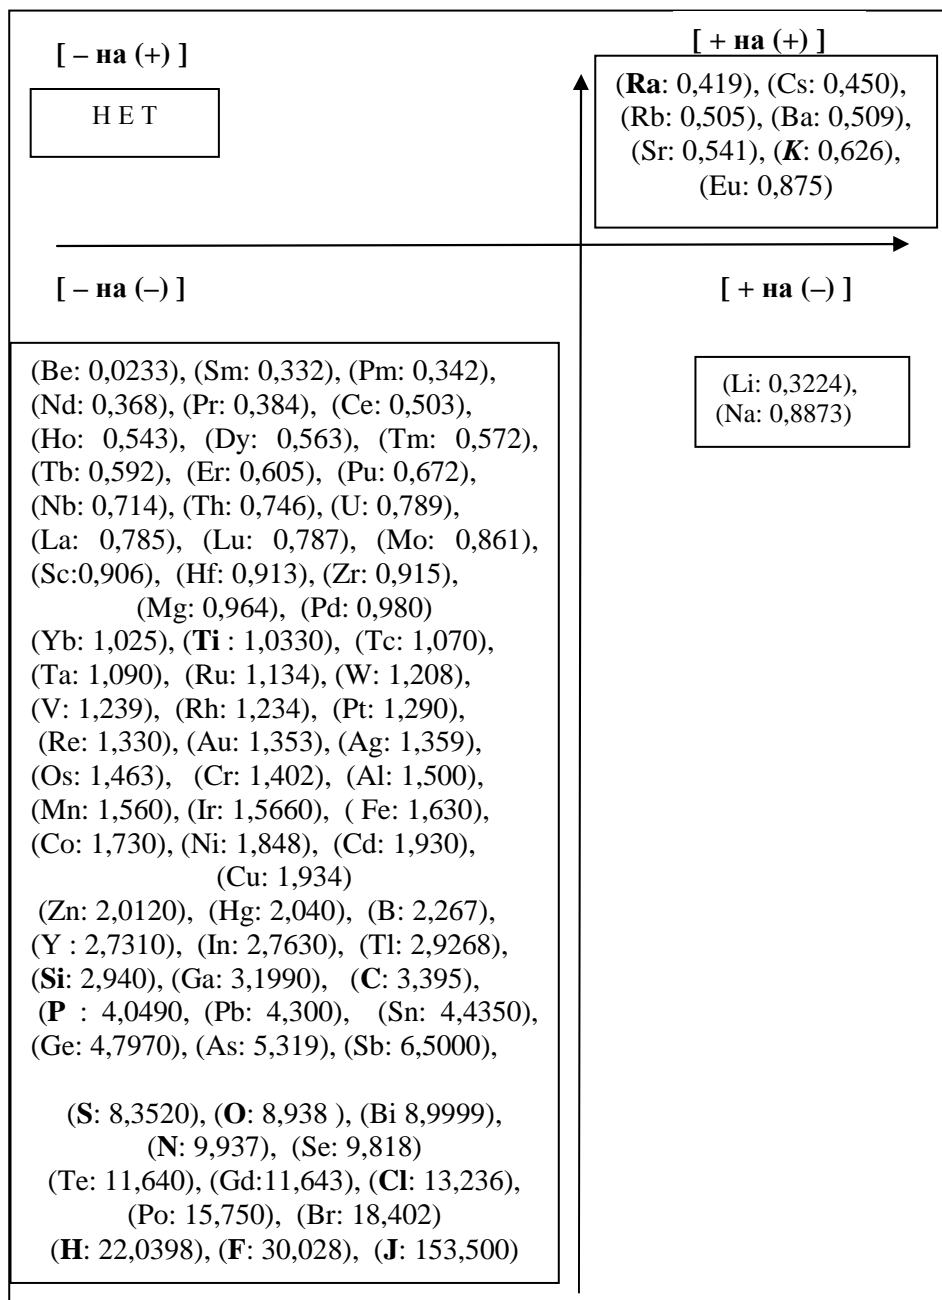 [ – на (+) ]
Н Е Т
[ + на (+) ]
(Ra: 0,419), (Cs: 0,450),
(Rb: 0,505), (Ba: 0,509),
(Sr: 0,541), (K: 0,626),
(Eu: 0,875)
[ – на (–) ]
[ + на (–) ]
(Be: 0,0233), (Sm: 0,332), (Pm: 0,342),
(Nd: 0,368), (Pr: 0,384), (Ce: 0,503),
(Ho: 0,543), (Dy: 0,563), (Tm: 0,572),
(Tb: 0,592), (Er: 0,605), (Pu: 0,672),
(Nb: 0,714), (Th: 0,746), (U: 0,789),
(La: 0,785), (Lu: 0,787), (Mo: 0,861),
(Sc:0,906), (Hf: 0,913), (Zr: 0,915),
(Mg: 0,964), (Pd: 0,980)
(Yb: 1,025), (Ti : 1,0330), (Tc: 1,070),
(Ta: 1,090), (Ru: 1,134), (W: 1,208),
(V: 1,239), (Rh: 1,234), (Pt: 1,290),
(Re: 1,330), (Au: 1,353), (Ag: 1,359),
(Os: 1,463), (Cr: 1,402), (Al: 1,500),
(Mn: 1,560), (Ir: 1,5660), ( Fe: 1,630),
(Co: 1,730), (Ni: 1,848), (Cd: 1,930),
(Cu: 1,934)
(Zn: 2,0120), (Hg: 2,040), (B: 2,267),
(Y : 2,7310), (In: 2,7630), (Tl: 2,9268),
(Si: 2,940), (Ga: 3,1990), (C: 3,395),
(P : 4,0490, (Pb: 4,300), (Sn: 4,4350),
(Ge: 4,7970), (As: 5,319), (Sb: 6,5000),
(S: 8,3520), (O: 8,938 ), (Bi 8,9999),
(N: 9,937), (Se: 9,818)
(Te: 11,640), (Gd:11,643), (Cl: 13,236),
(Po: 15,750), (Br: 18,402)
(H: 22,0398), (F: 30,028), (J: 153,500)
(Li: 0,3224),
(Na: 0,8873)